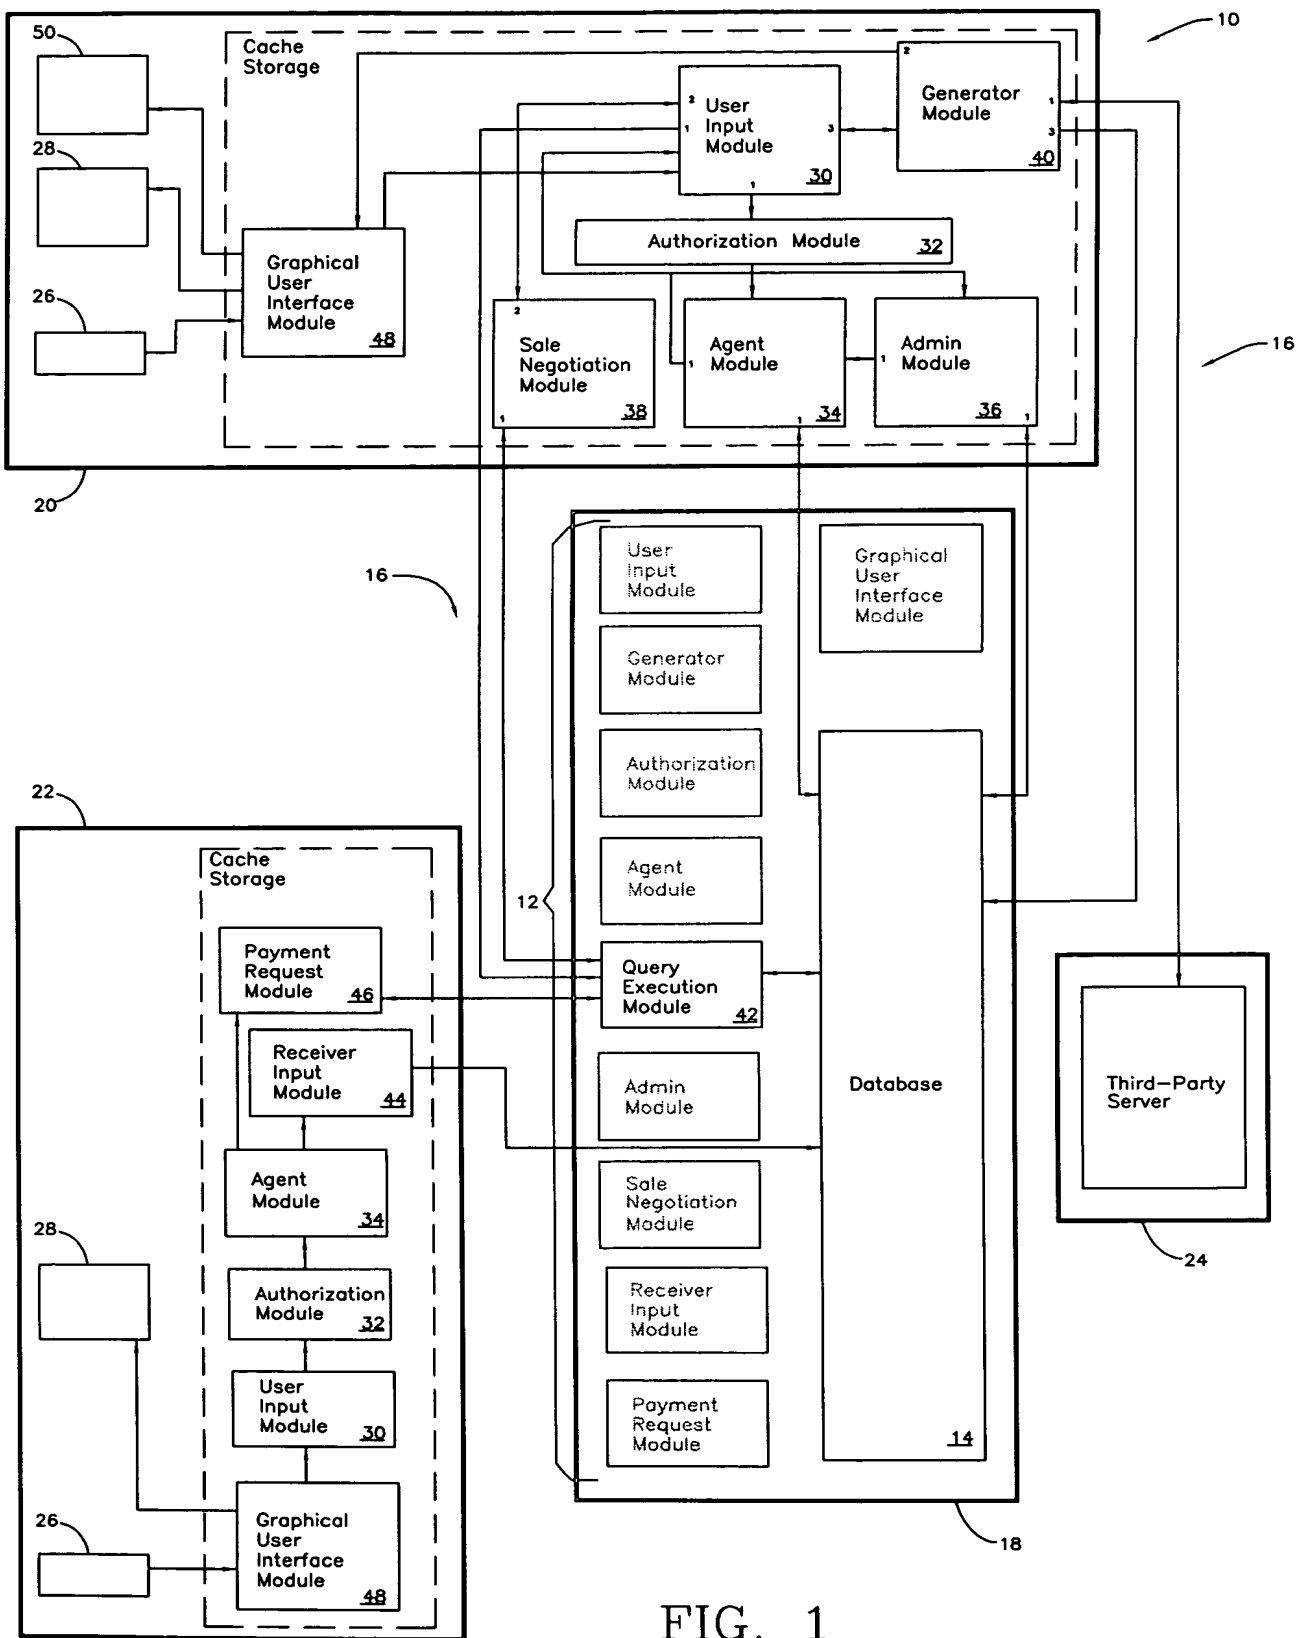 10
50
Cache
Storage
2
Generator
Module
1
3
40
2
User
1
Input
3
Module
30
1
28
Authorization Module
32
Graphical
User
Interface
Module
48
26
2
Sale
Negotiation
Module
38
1
Agent
Module
1
34
1
Admin
Module
1
36
1
16
20
16
User
Input
Module
Graphical
User
Interface
Module
Generator
Module
Authorization
Module
Agent
Module
12
Query
Execution
Module
42
Admin
Module
Sale
Negotiation
Module
Receiver
Input
Module
Payment
Request
Module
Database
14
18
Third-Party
Server
24
22
Cache
Storage
Payment
Request
Module
46
Receiver
Input
Module
44
Agent
Module
34
28
Authorization
Module
32
User
Input
Module
30
Graphical
User
Interface
Module
48
26
FIG. 1